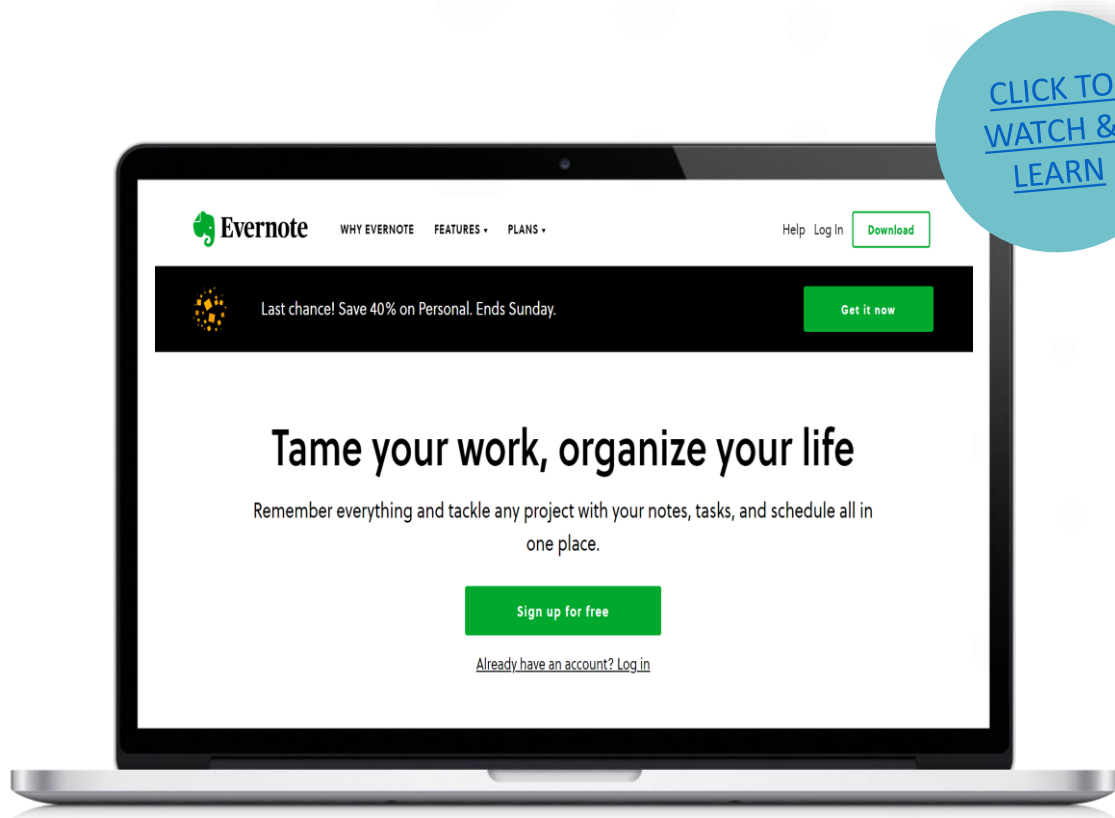 CLICK TO
WATCH &
LEARN
Evernote WHY EVERNOTE FEATURES PLANS Help Log In Download
Last chance! Save 40% on Personal. Ends Sunday. Get it now
Tame your work, organize your life
Remember everything and tackle any project with your notes, tasks, and schedule all in
one place.
Sign up for free
Already have an account? Log in